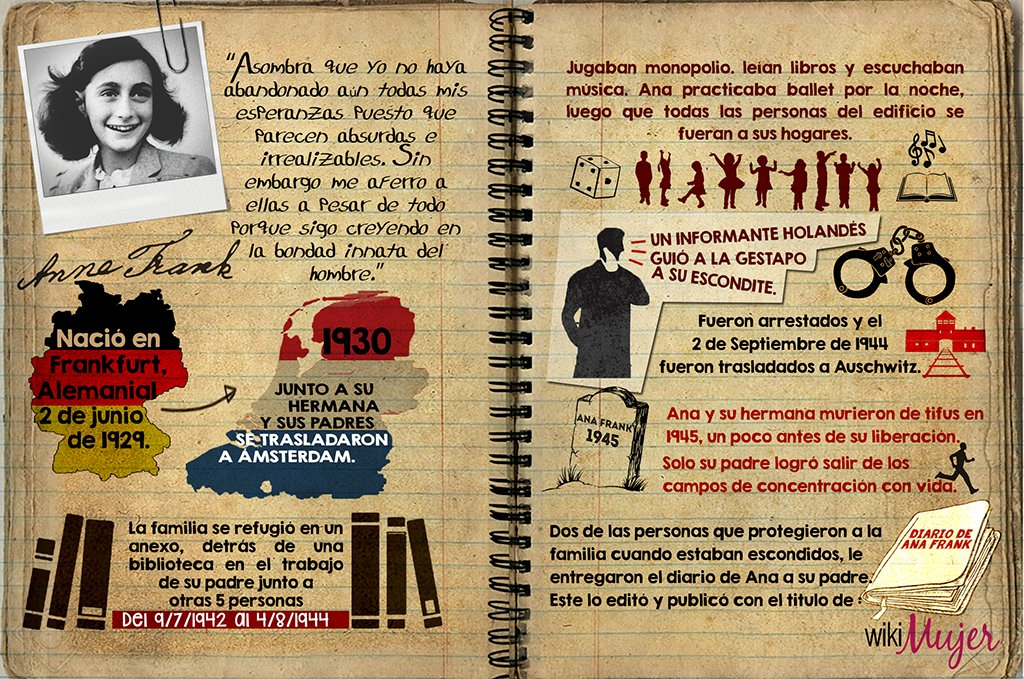 "Asombra que yo no haya
abandonado aún todas mis
esperanzas puesto que
parecen absurdas e
irrealizables. Sin
embargo me aferro a
ellas a pesar de todo
porque sigo creyendo en
la bondad innata del
hombre."
Anne Frank
Nació en
Frankfurt,
Alemanial
2 de junio
de 1929.
1930
JUNTO A SU
HERMANA
Y SUS PADRES
SE TRASLADARON
A ÁMSTERDAM.
La familia se refugió en un
anexo, detrás de una
biblioteca en el trabajo
de su padre junto a
otras 5 personas
Del 9/7/1942 al 4/8/1944
Jugaban monopolio. leían libros y escuchaban
música. Ana practicaba ballet por la noche,
luego que todas las personas del edificio se
fueran a sus hogares.
UN INFORMANTE HOLANDÉS
GUIÓ A LA GESTAPO
A SU ESCONDITE.
Fueron arrestados y el
2 de Septiembre de 1944
fueron trasladados a Auschwitz.
ANA FRANK
1945
Ana y su hermana murieron de tifus en
1945, un poco antes de su liberación.
Solo su padre logró salir de los
campos de concentración con vida.
Dos de las personas que protegieron a la
familia cuando estaban escondidos, le
entregaron el diario de Ana a su padre.
Este lo editó y publicó con el titulo de :
DIARIO DE
ANA FRANK
wiki Mujer